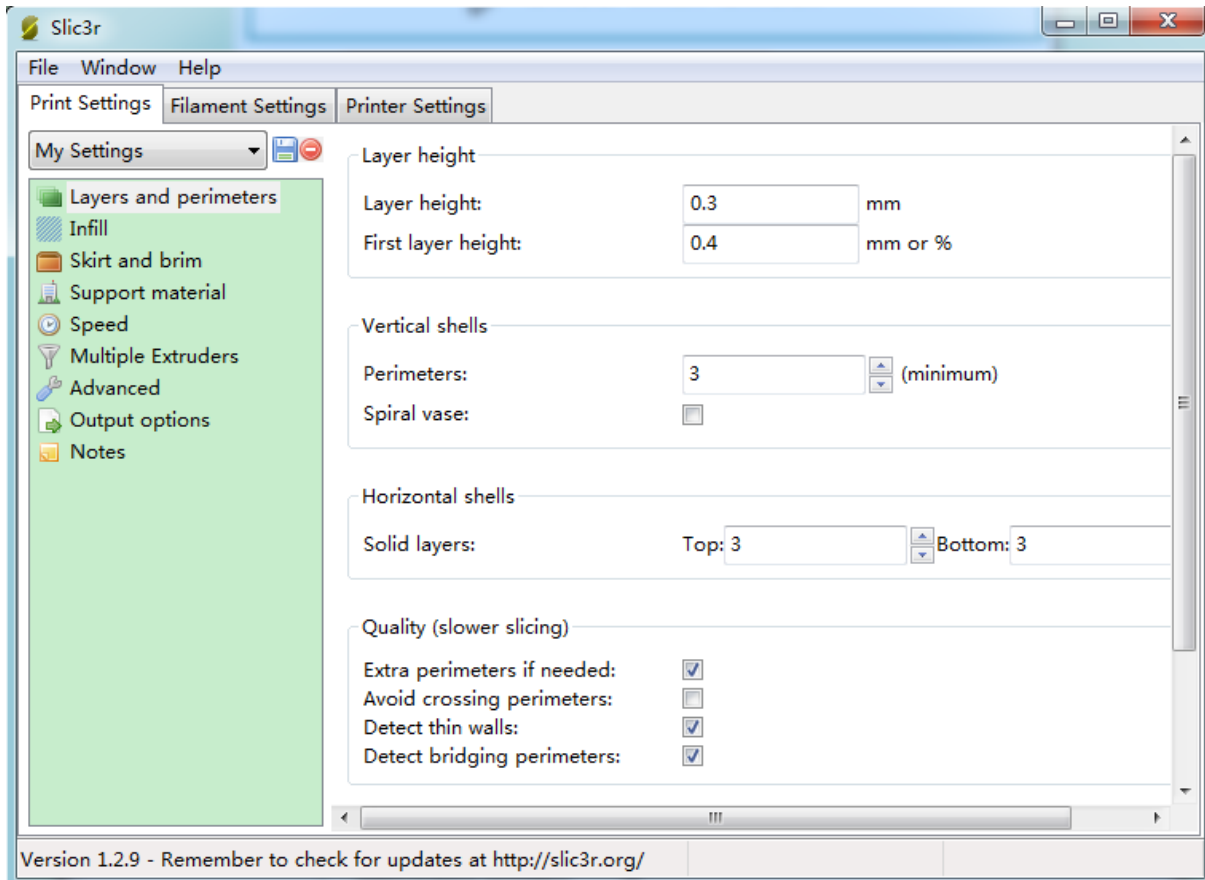 Slic3r
File Window Help
Print Settings Filament Settings Printer Settings
My Settings
Layers and perimeters
Infill
Skirt and brim
Support material
Speed
Multiple Extruders
Advanced
Output options
Notes
Layer height
Layer height: 0.3 mm
First layer height: 0.4 mm or %
Vertical shells
Perimeters: 3 (minimum)
Spiral vase:
Horizontal shells
Solid layers: Top: 3 Bottom: 3
Quality (slower slicing)
Extra perimeters if needed:
Avoid crossing perimeters:
Detect thin walls:
Detect bridging perimeters:
Version 1.2.9 - Remember to check for updates at http://slic3r.org/